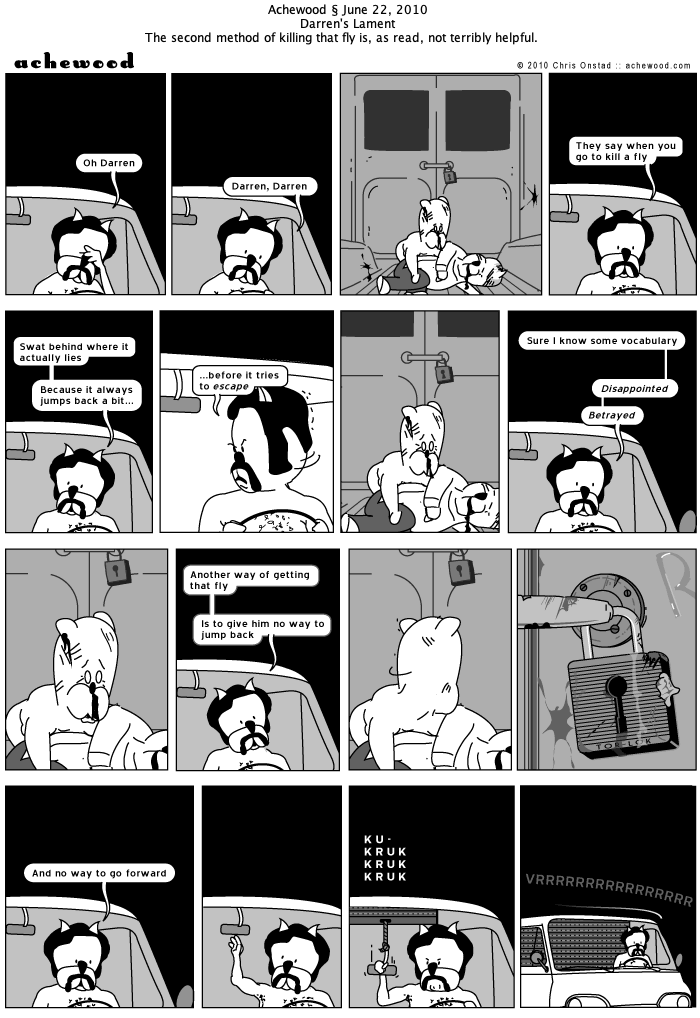 Achewood § June 22, 2010
Darren's Lament
The second method of killing that fly is, as read, not terribly helpful.
achewood
© 2010 Chris Onstad :: achewood.com
Oh Darren
Darren, Darren
They say when you
go to kill a fly
Swat behind where it
actually lies
Because it always
jumps back a bit...
...before it tries
to escape
Sure I know some vocabulary
Disappointed
Betrayed
Another way of getting
that fly
Is to give him no way to
jump back
R
And no way to go forward
KU-
KRUK
KRUK
KRUK
VRRRRRRRRRRRRRRRRR